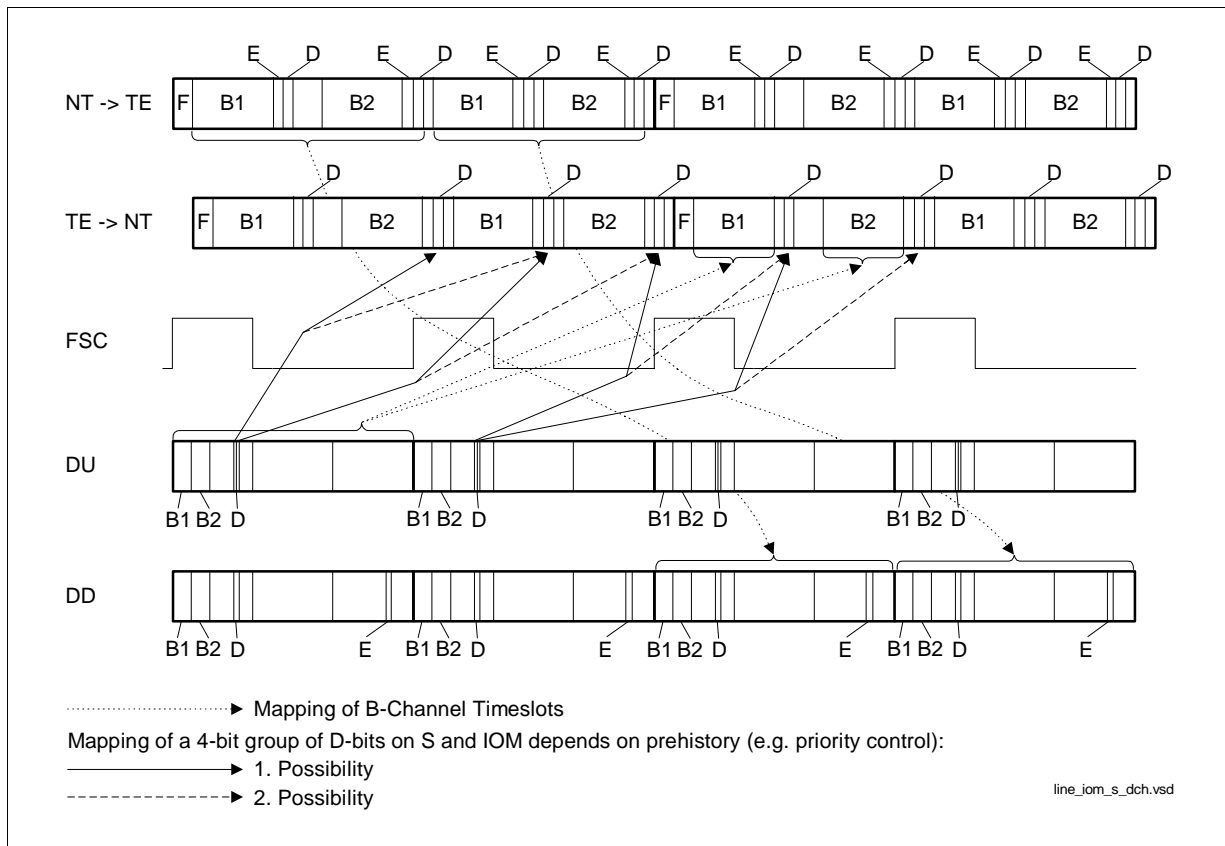 E D E D E D E D E D E D E D E D
NT -> TE F B1 B2 B1 B2 F B1 B2 B1 B2
D D D D D D D D
TE -> NT F B1 B2 B1 B2 F B1 B2 B1 B2
FSC
DU
B1 B2 D B1 B2 D B1 B2 D B1 B2 D
DD
B1 B2 D E B1 B2 D E B1 B2 D E B1 B2 D E
Mapping of B-Channel Timeslots
Mapping of a 4-bit group of D-bits on S and IOM depends on prehistory (e.g. priority control):
1. Possibility
2. Possibility
line_iom_s_dch.vsd